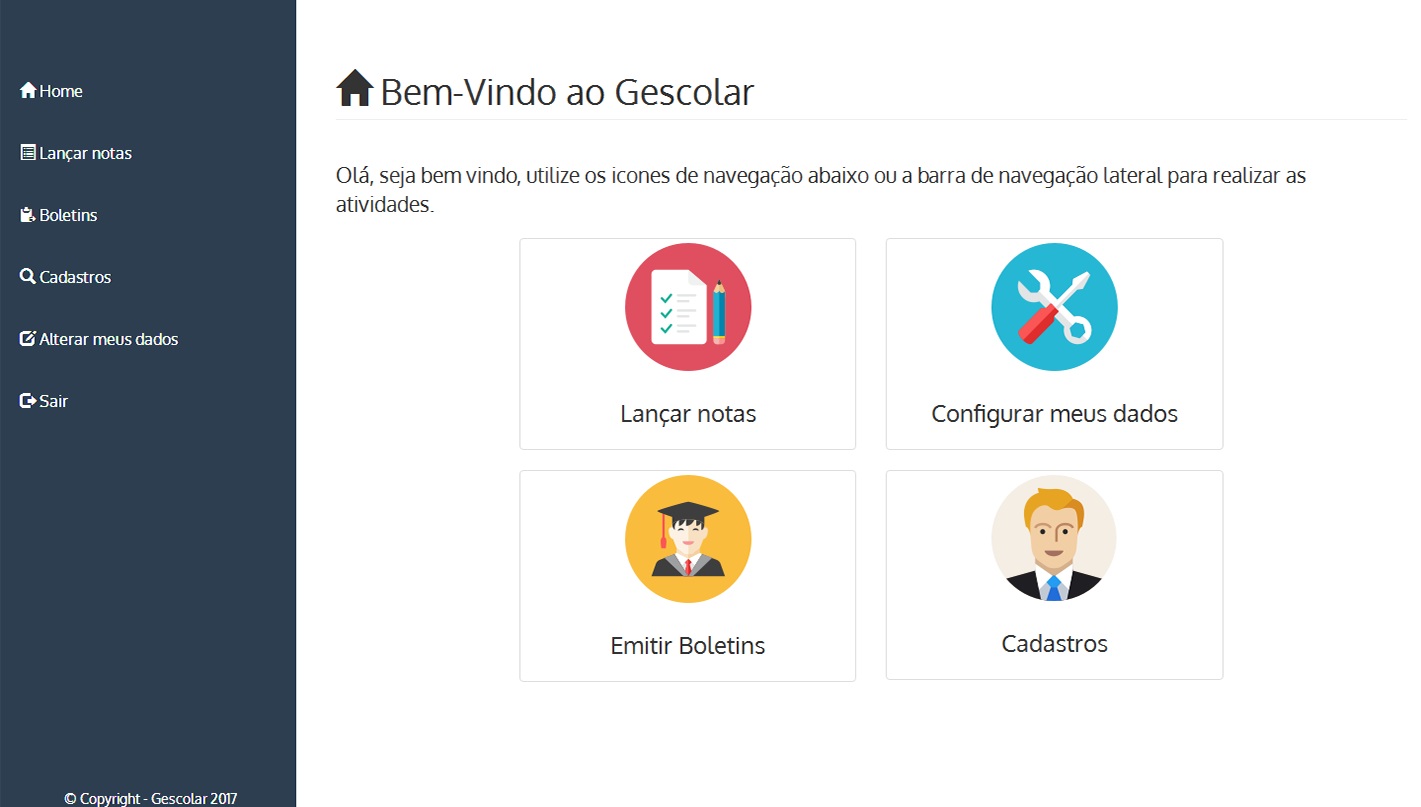 Home
Lançar notas
Boletins
Cadastros
Alterar meus dados
Sair
© Copyright - Gescolar 2017
Bem-Vindo ao Gescolar
Olá, seja bem vindo, utilize os icones de navegação abaixo ou a barra de navegação lateral para realizar as
atividades.
Lançar notas
Configurar meus dados
Emitir Boletins
Cadastros